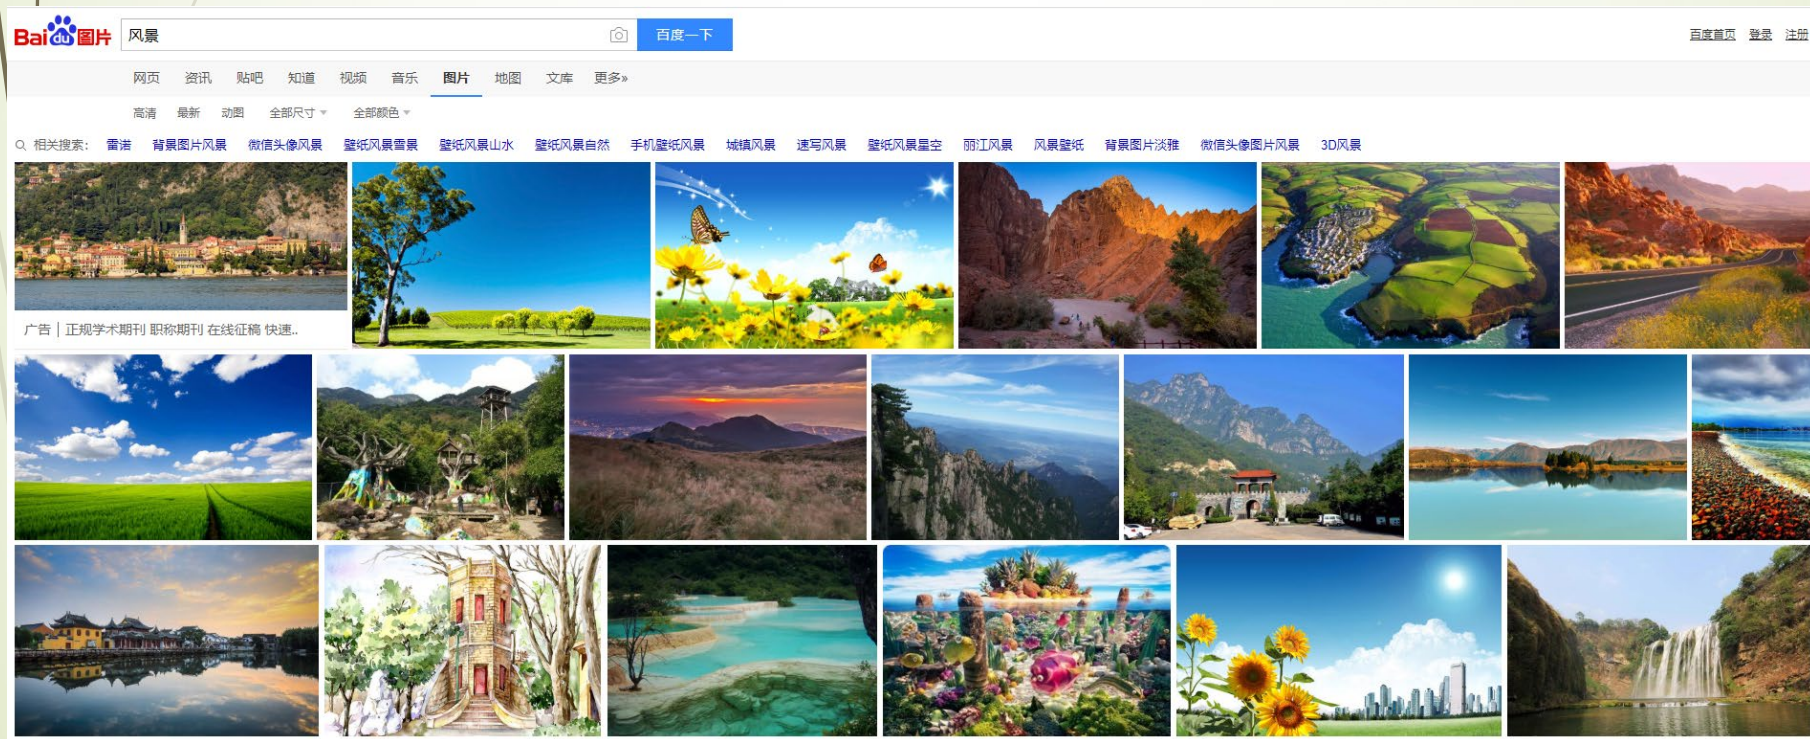 Bai du 图片 风景 百度一下 百度首页 登录 注册
网页 资讯 贴吧 知道 视频 音乐 图片 地图 文库 更多»
高清 最新 动图 全部尺寸 全部颜色
相关搜索: 雷诺 背景图片风景 微信头像风景 壁纸风景雪景 壁纸风景山水 壁纸风景自然 手机壁纸风景 城镇风景 速写风景 壁纸风景星空 丽江风景 风景壁纸 背景图片淡雅 微信头像图片风景 3D风景
广告 | 正规学术期刊 职称期刊 在线征稿 快速..